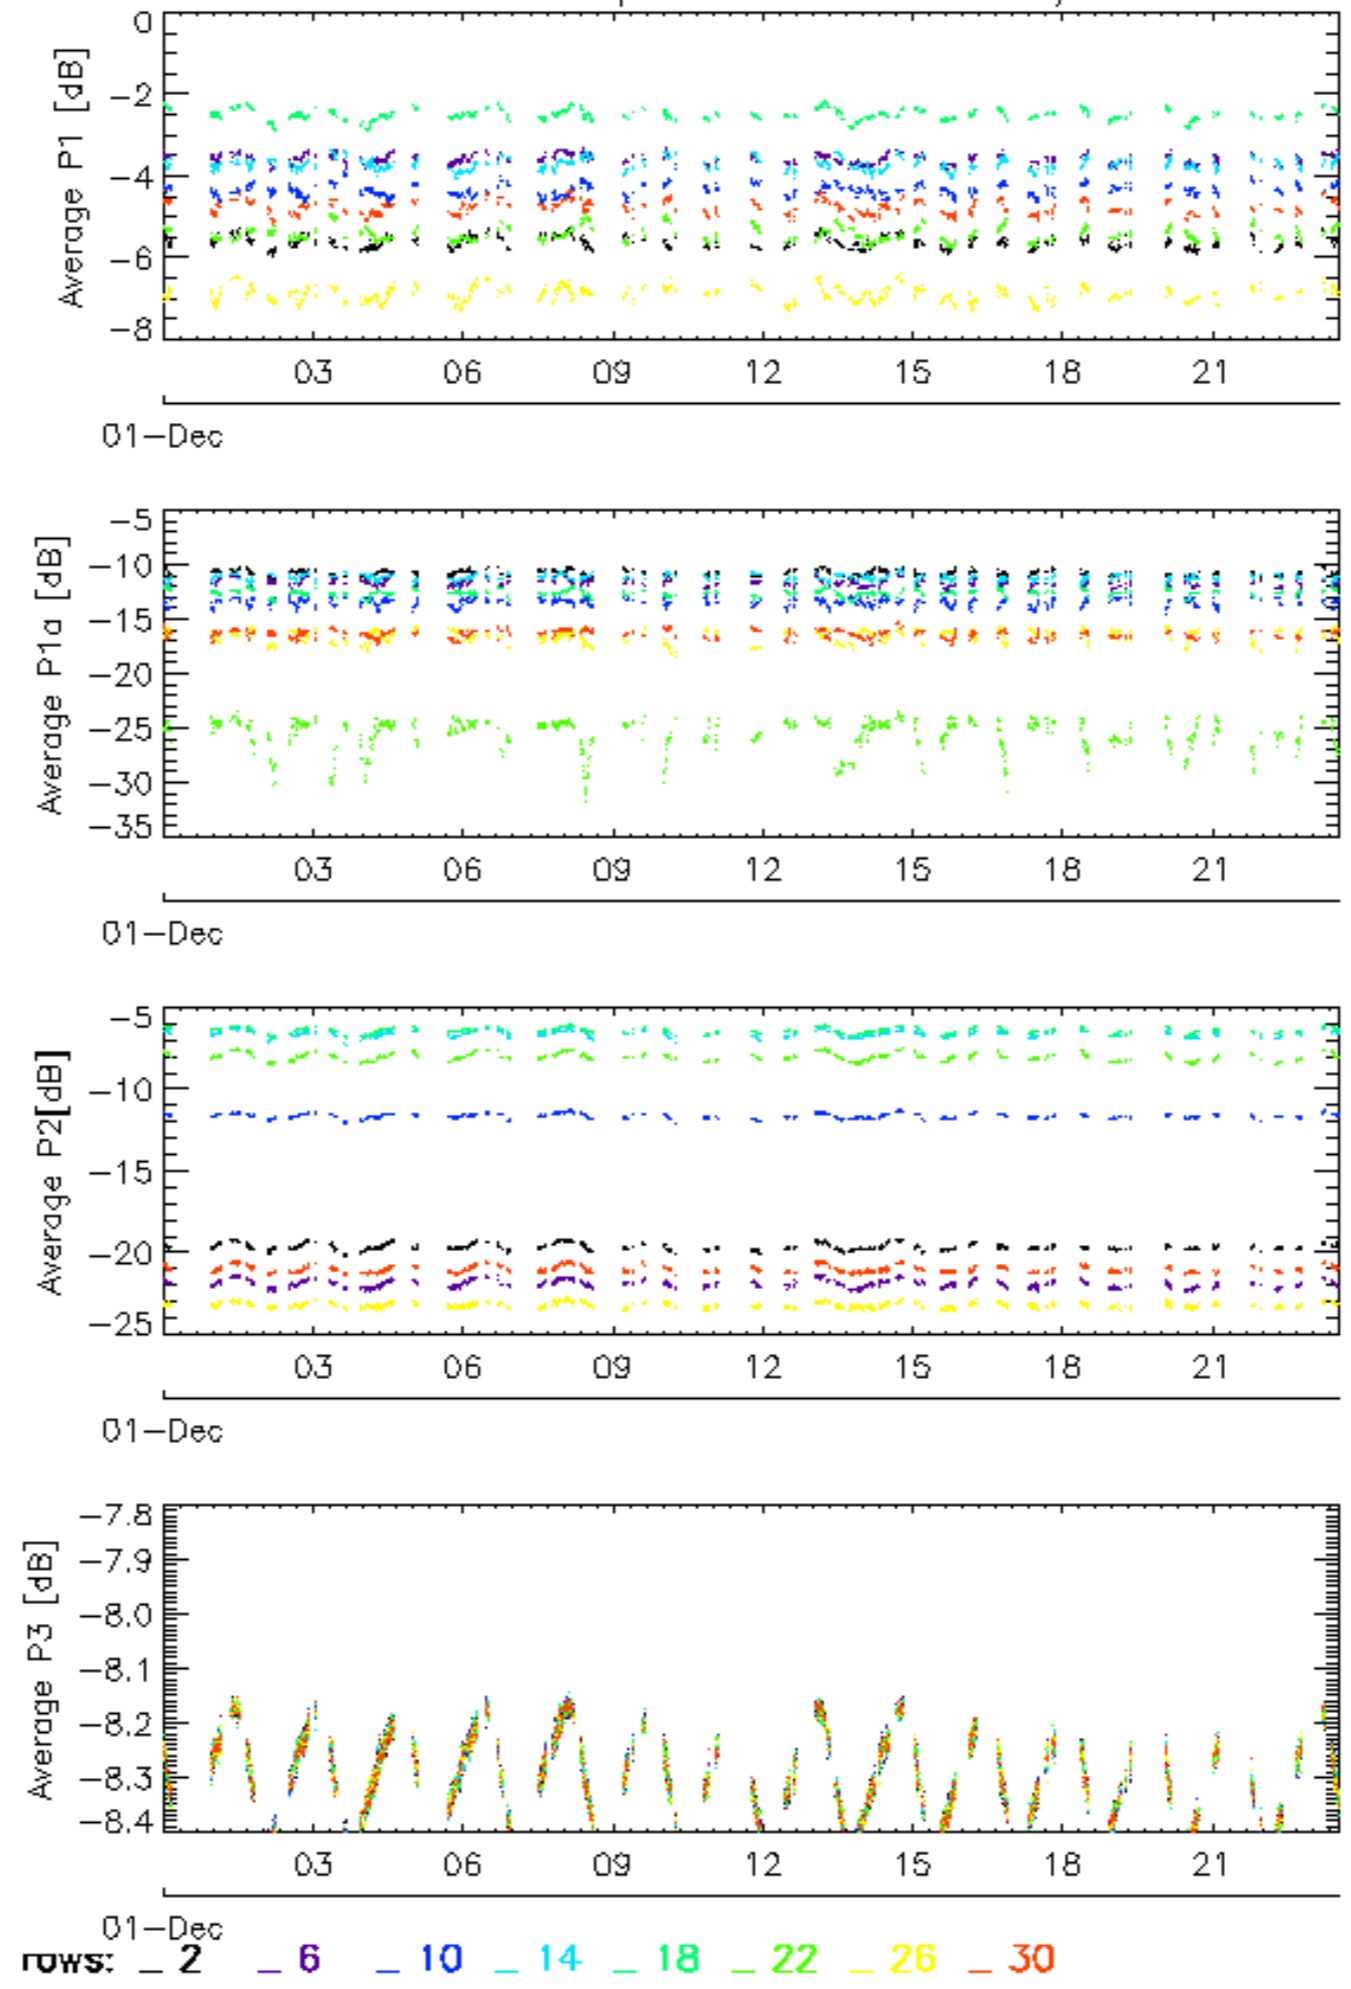 Average P1 [dB]
0
−2
−4
−6
−8
03 06 09 12 15 18 21
01−Dec
Average P1a [dB]
−5
−10
−15
−20
−25
−30
−35
03 06 09 12 15 18 21
01−Dec
Average P2[dB]
−5
−10
−15
−20
−25
03 06 09 12 15 18 21
01−Dec
Average P3 [dB]
−7.8
−7.9
−8.0
−8.1
−8.2
−8.3
−8.4
03 06 09 12 15 18 21
01−Dec
rows: _ 2 _ 6 _ 10 _ 14 _ 18 _ 22 _ 26 _ 30